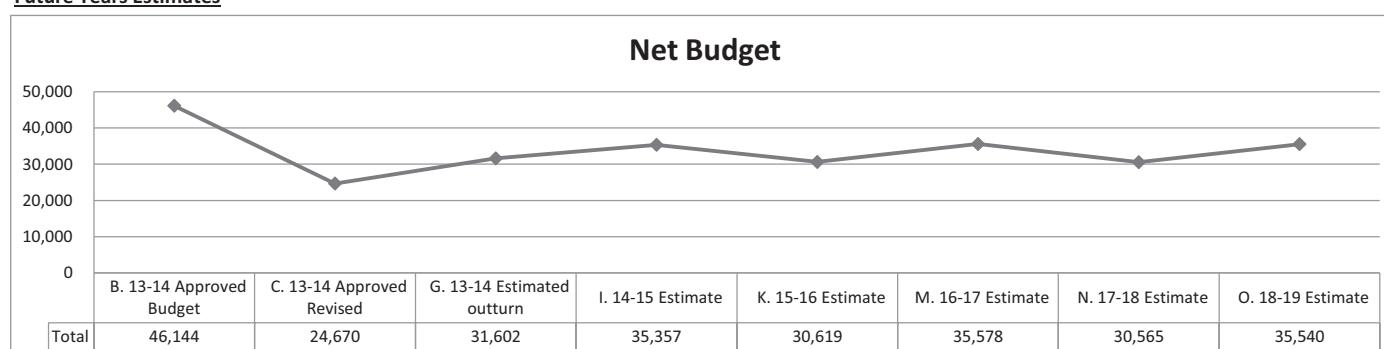 Future Years Estimates
Net Budget
50,000
40,000
30,000
20,000
10,000
0
B. 13-14 Approved Budget C. 13-14 Approved Revised G. 13-14 Estimated outturn I. 14-15 Estimate K. 15-16 Estimate M. 16-17 Estimate N. 17-18 Estimate O. 18-19 Estimate
Total 46,144 24,670 31,602 35,357 30,619 35,578 30,565 35,540